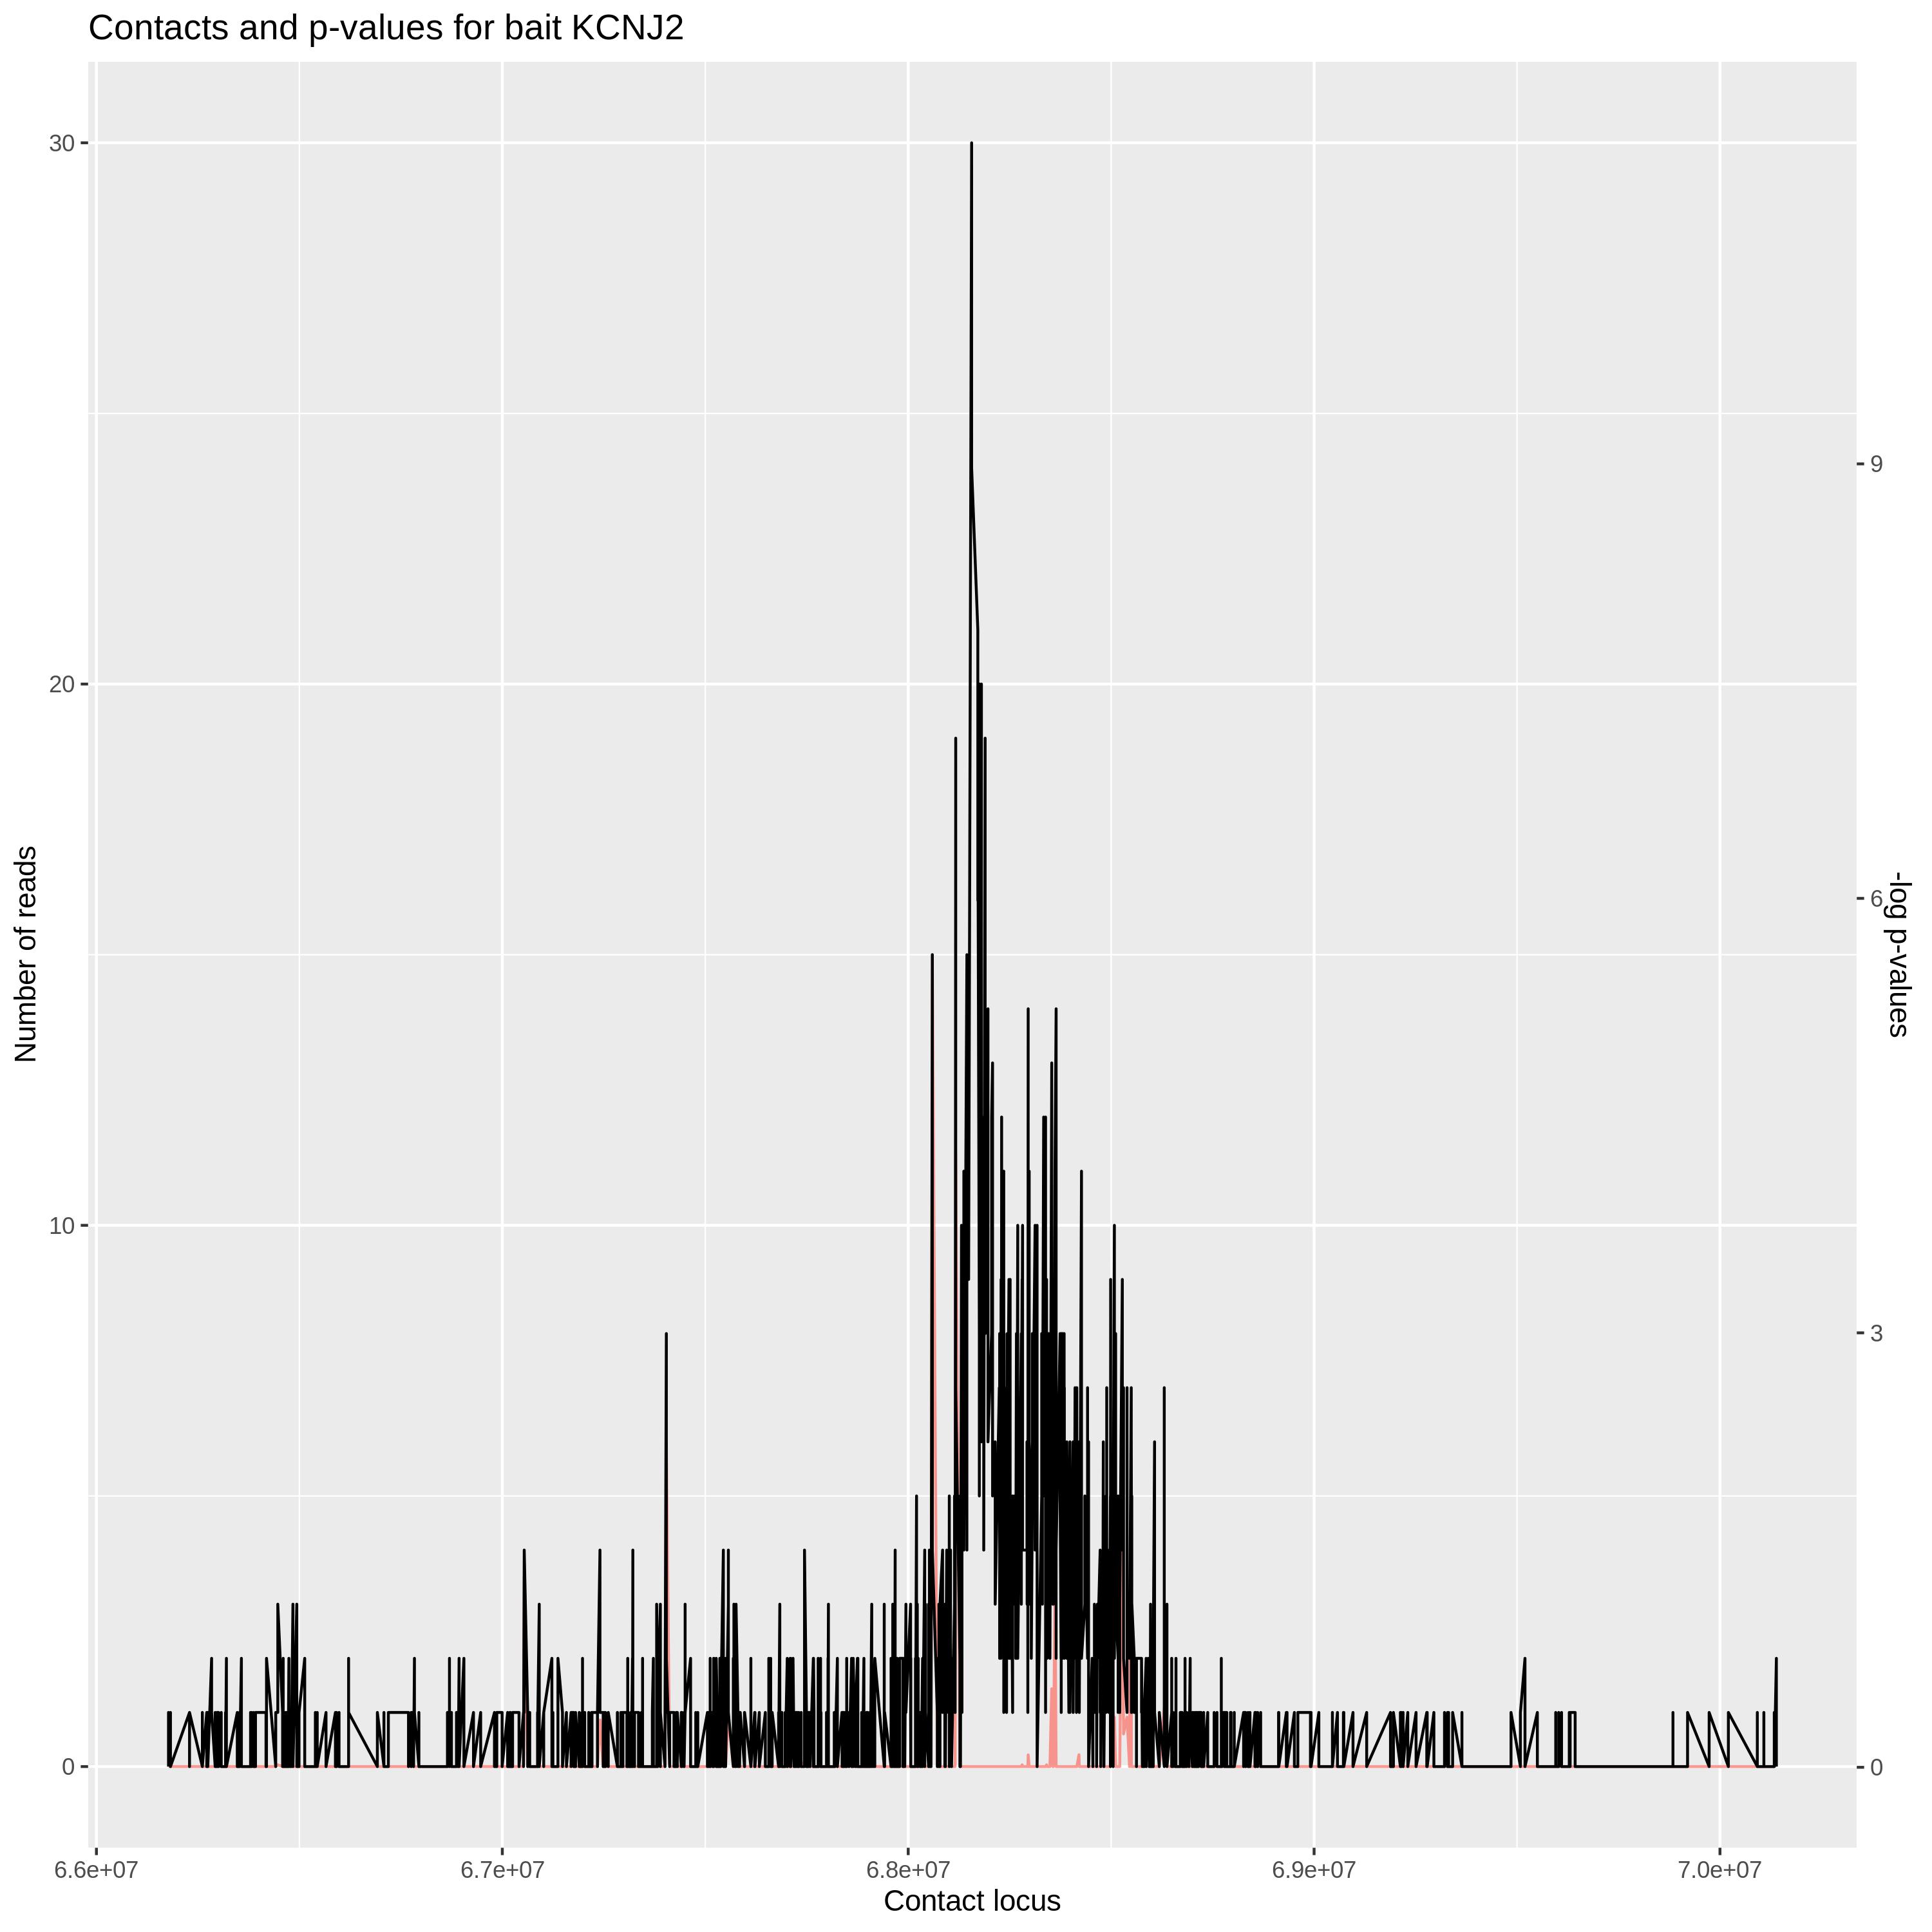 Contacts and p-values for bait KCNJ2
30
20
10
0
Number of reads
9
6
3
0
-log p-values
6.6e+07 6.7e+07 6.8e+07 6.9e+07 7.0e+07
Contact locus